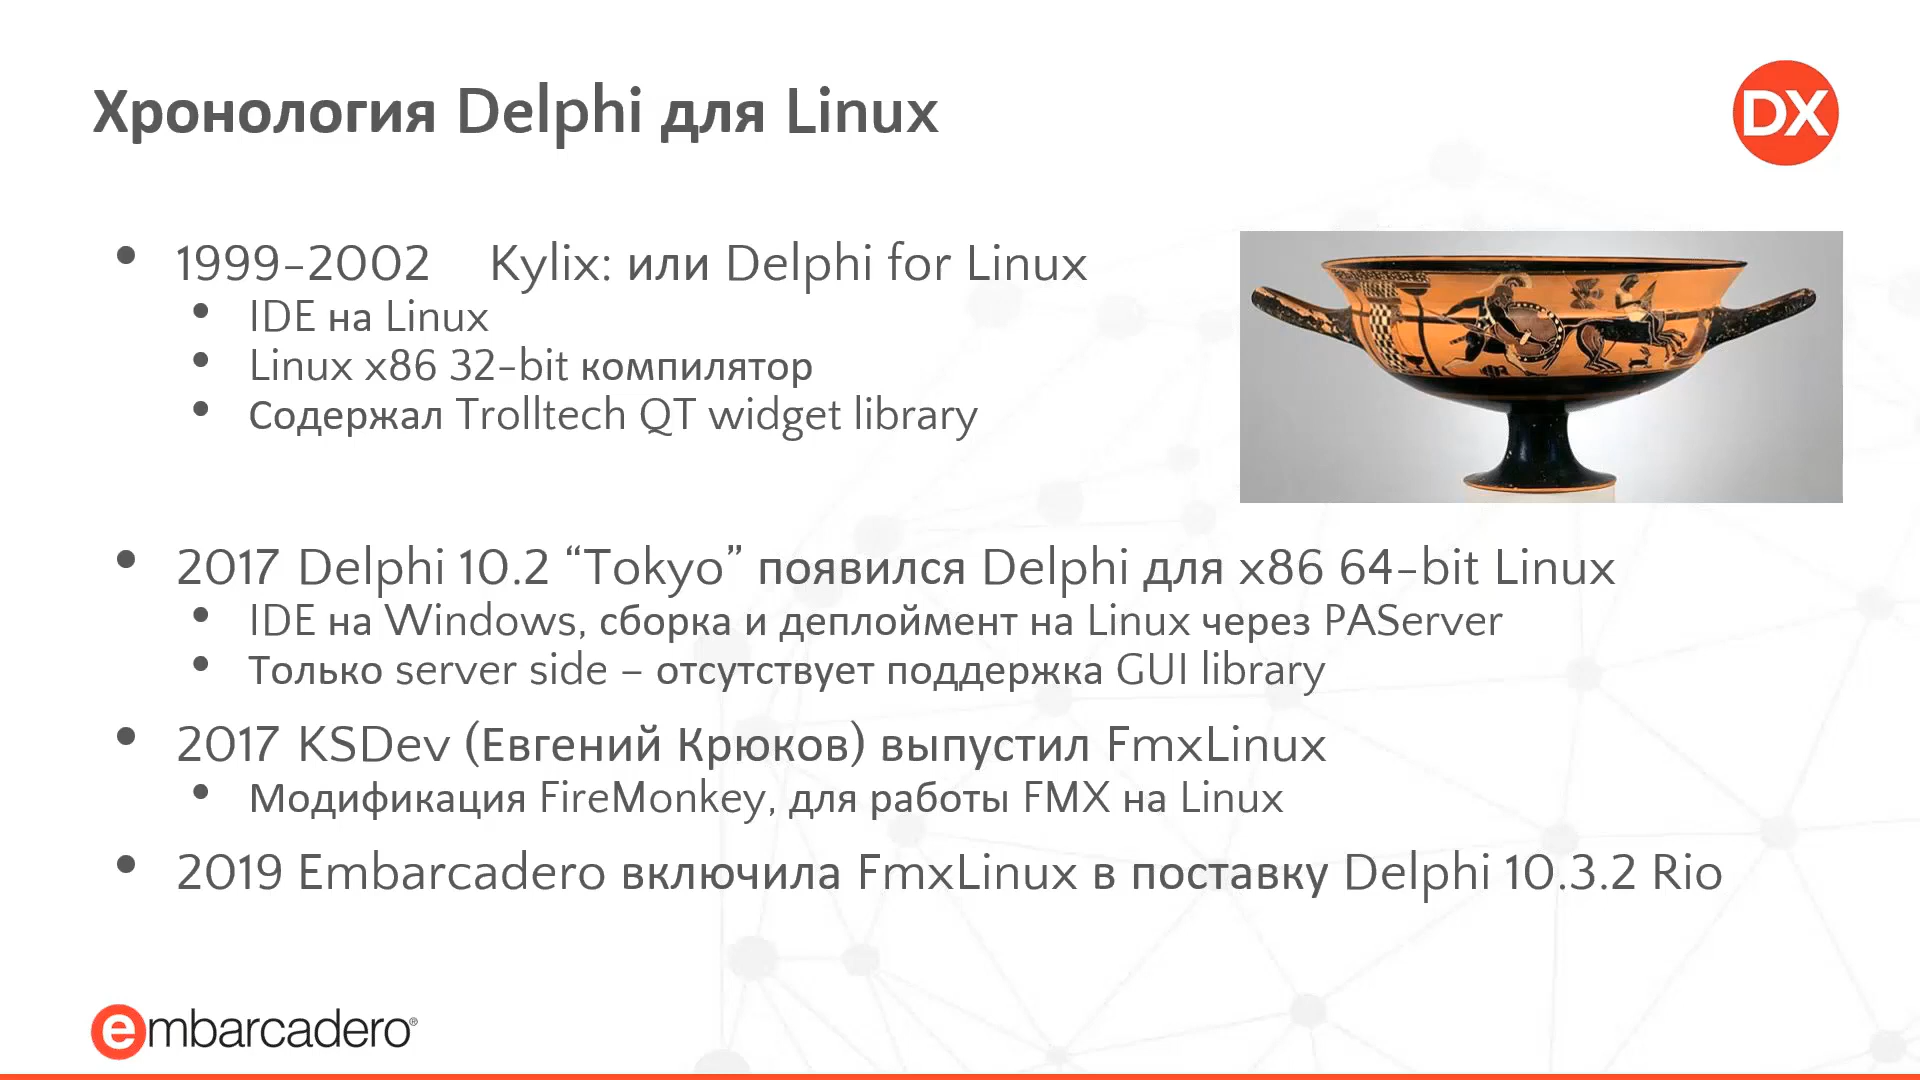 Хронология Delphi для Linux
DX
1999-2002 Kylix: или Delphi for Linux
IDE на Linux
Linux x86 32-bit компилятор
Содержал Trolltech QT widget library
2017 Delphi 10.2 “Tokyo” появился Delphi для x86 64-bit Linux
IDE на Windows, сборка и деплоймент на Linux через PAServer
Только server side – отсутствует поддержка GUI library
2017 KSDev (Евгений Крюков) выпустил FmxLinux
Модификация FireMonkey, для работы FMX на Linux
2019 Embarcadero включила FmxLinux в поставку Delphi 10.3.2 Rio
embarcadero®